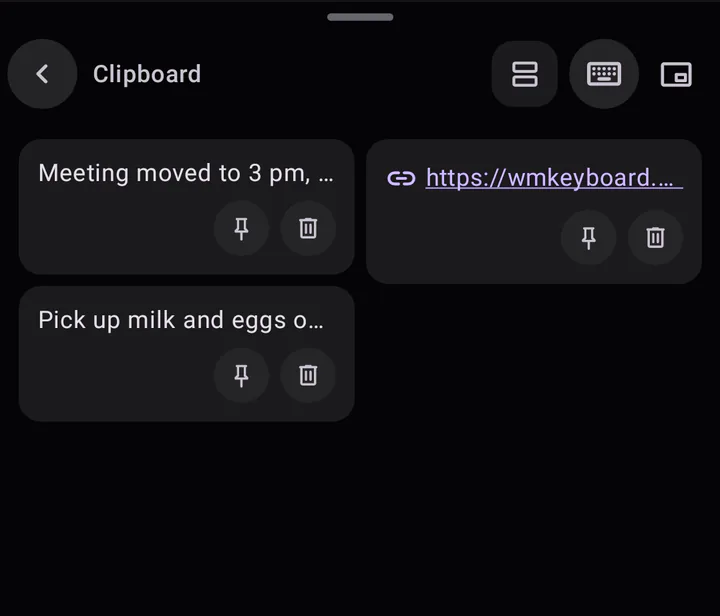 Clipboard
Meeting moved to 3 pm, ...
https://wmkeyboard....
Pick up milk and eggs o...